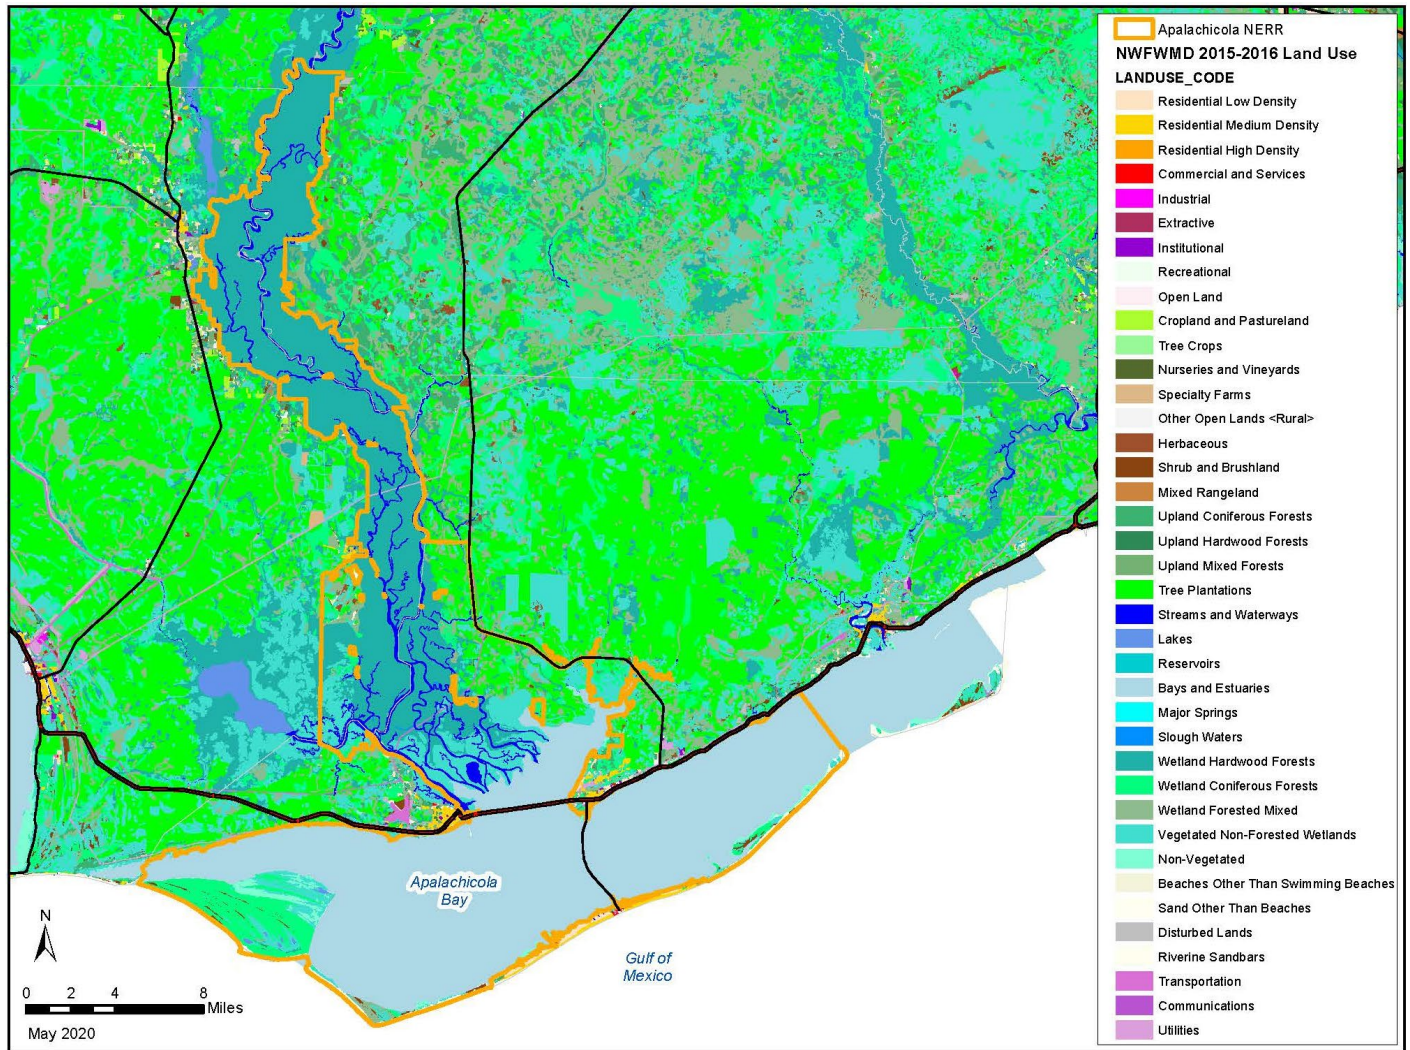 Apalachicola NERR
NWFWMD 2015-2016 Land Use
LANDUSE_CODE
Residential Low Density
Residential Medium Density
Residential High Density
Commercial and Services
Industrial
Extractive
Institutional
Recreational
Open Land
Cropland and Pastureland
Tree Crops
Nurseries and Vineyards
Specialty Farms
Other Open Lands <Rural>
Herbaceous
Shrub and Brushland
Mixed Rangeland
Upland Coniferous Forests
Upland Hardwood Forests
Upland Mixed Forests
Tree Plantations
Streams and Waterways
Lakes
Reservoirs
Bays and Estuaries
Major Springs
Slough Waters
Wetland Hardwood Forests
Wetland Coniferous Forests
Wetland Forested Mixed
Vegetated Non-Forested Wetlands
Non-Vegetated
Beaches Other Than Swimming Beaches
Sand Other Than Beaches
Disturbed Lands
Riverine Sandbars
Transportation
Communications
Utilities
Apalachicola
Bay
Gulf of
Mexico
N
0 2 4 8
Miles
May 2020